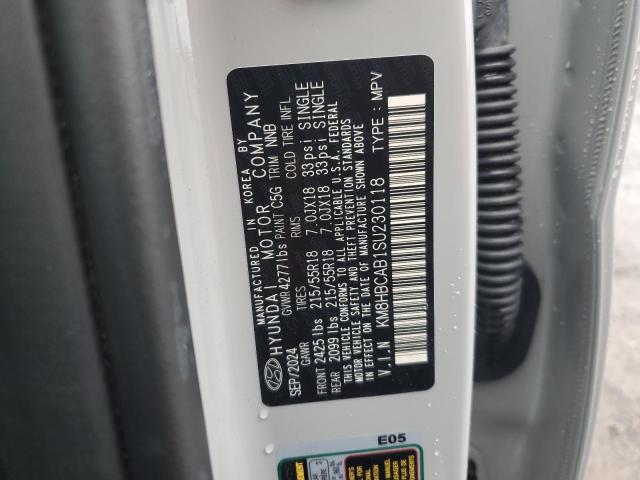 MANUFACTURED IN KOREA BY
HYUNDAI MOTOR COMPANY
SEP/2024 GVWR 4277 lbs PAINT C5G TRIM NNB
GAWR TIRES RIMS COLD TIRE INFL
FRONT 2425 lbs 215/55R18 7.0JX18 33 psi SINGLE
REAR 2099 lbs 215/55R18 7.0JX18 33 psi SINGLE
THIS VEHICLE CONFORMS TO ALL APPLICABLE U.S.A. FEDERAL
MOTOR VEHICLE SAFETY AND THEFT PREVENTION STANDARDS
IN EFFECT ON THE DATE OF MANUFACTURE SHOWN ABOVE.
V.I.N KM8HBCAB1SU230118 TYPE : MPV
E05